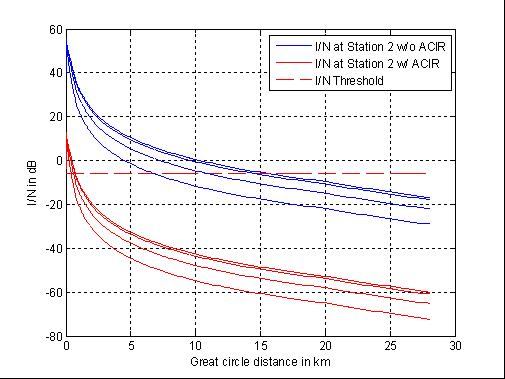 I/N at Station 2 w/o ACIR
I/N at Station 2 w/ ACIR
I/N Threshold
I/N in dB
60
40
20
0
-20
-40
-60
-80
0 5 10 15 20 25 30
Great circle distance in km